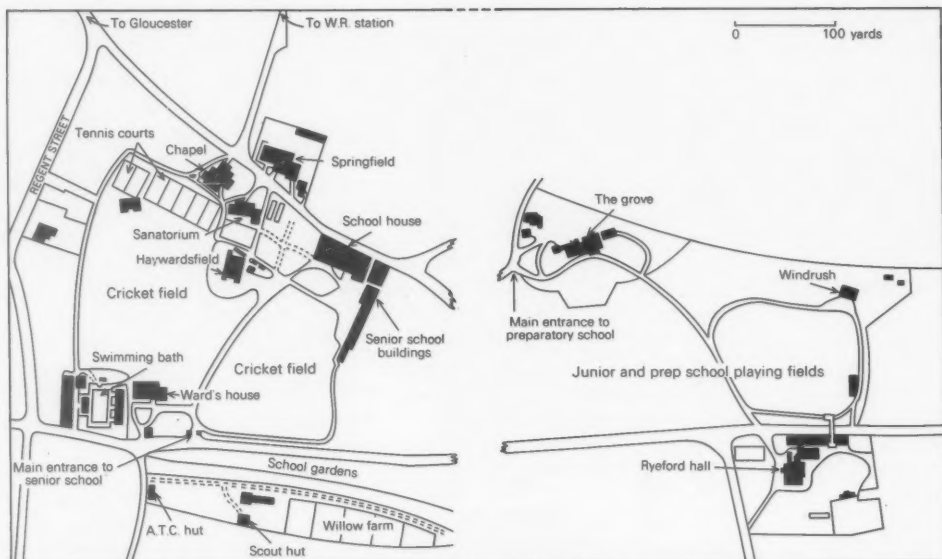 To Gloucester
To W.R. station
0 100 yards
REGENT STREET
Tennis courts
Chapel
Springfield
The grove
Sanatorium
School house
Haywardsfield
Windrush
Cricket field
Main entrance to
preparatory school
Senior school
buildings
Swimming bath
Cricket field
Junior and prep school playing fields
Ward's house
Main entrance to
senior school
School gardens
Ryeford hall
A.T.C. hut
Scout hut
Willow farm